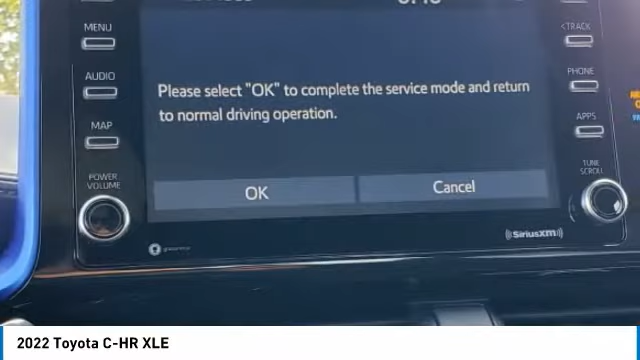 MENU
<TRACK
AUDIO
PHONE
Please select "OK" to complete the service mode and return
to normal driving operation.
MAP
APPS
POWER
VOLUME
OK
Cancel
TUNE
SCROLL
SiriusXM
2022 Toyota C-HR XLE